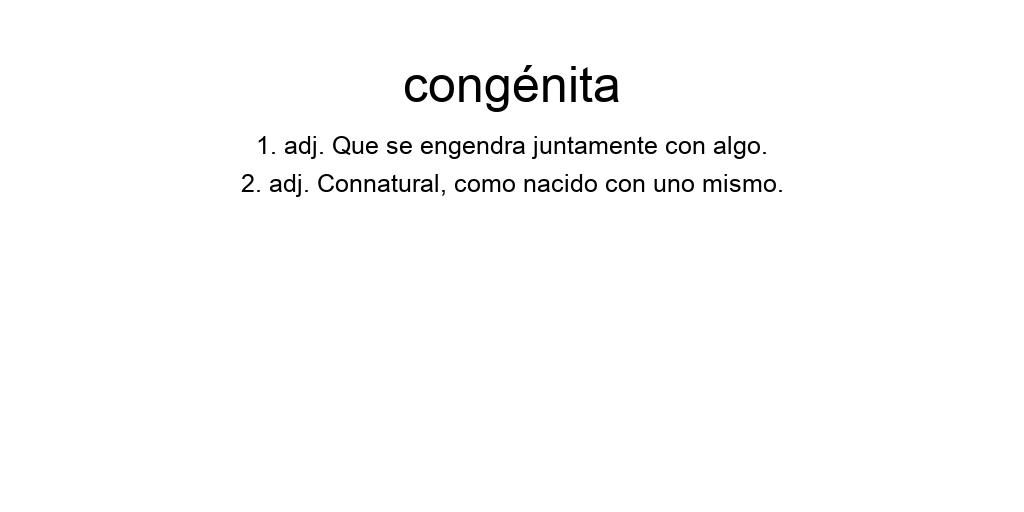 congénita
1. adj. Que se engendra juntamente con algo.
2. adj. Connatural, como nacido con uno mismo.